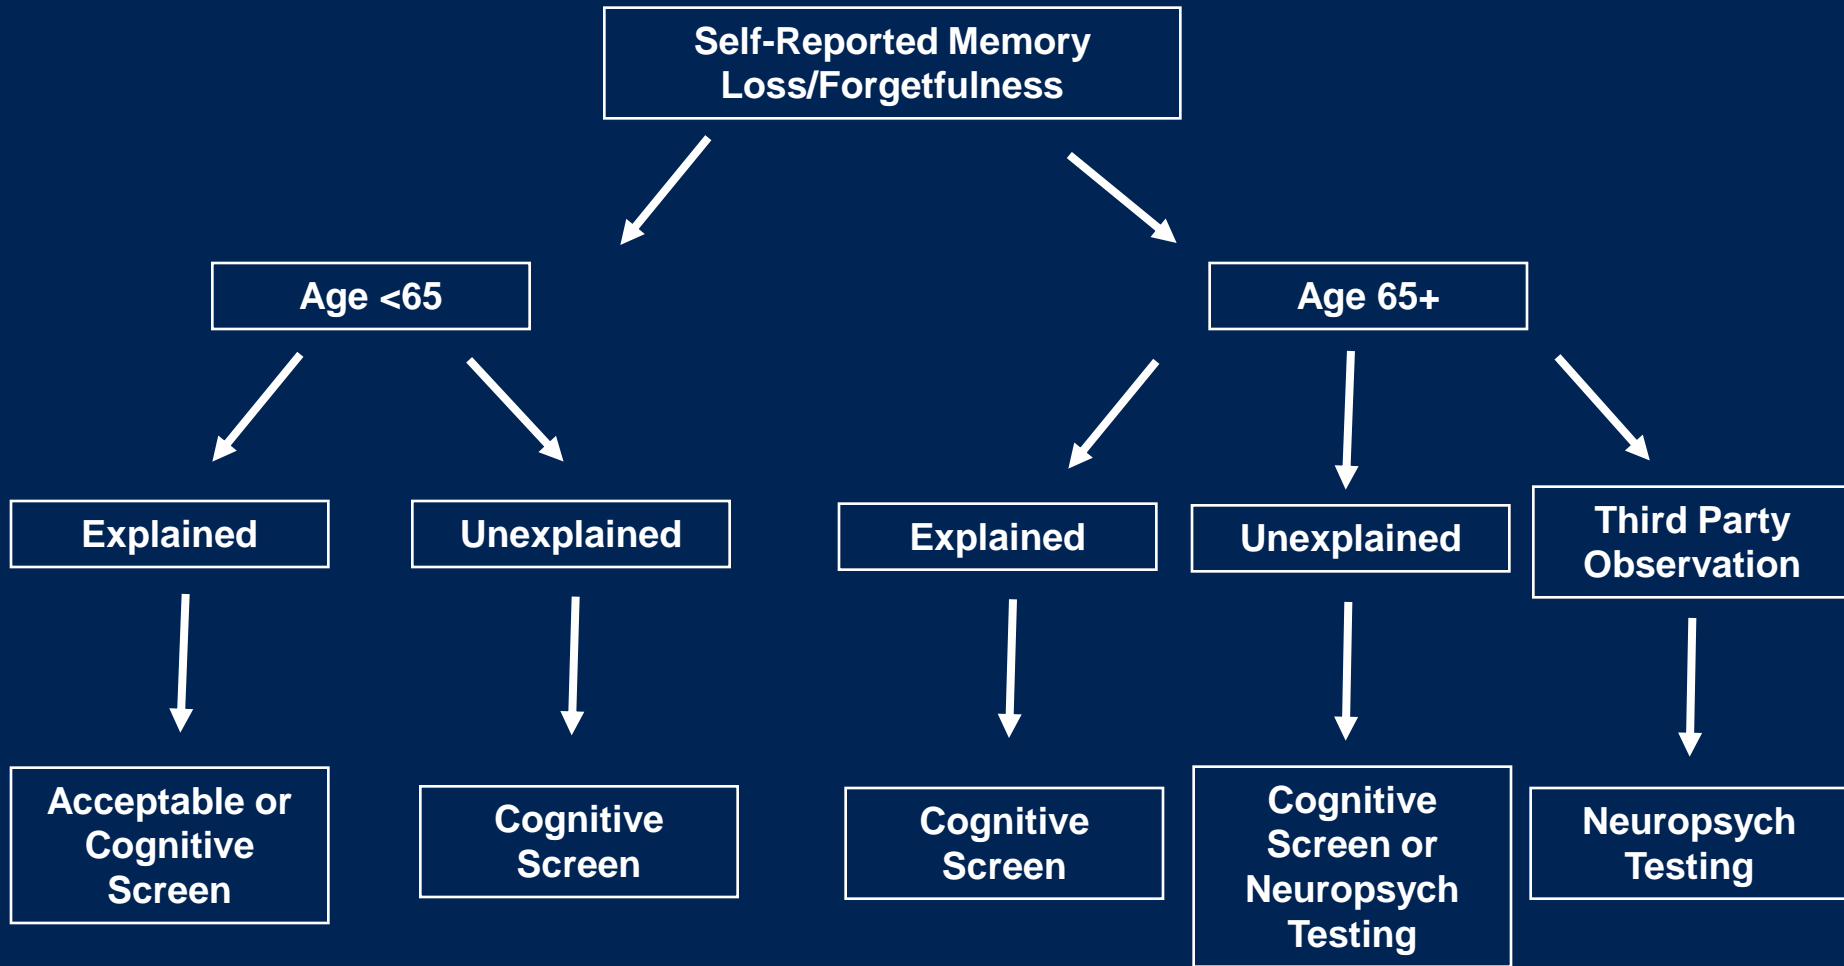 Self-Reported Memory
Loss/Forgetfulness
Age <65
Age 65+
Explained
Unexplained
Explained
Unexplained
Third Party
Observation
Acceptable or
Cognitive
Screen
Cognitive
Screen
Cognitive
Screen
Cognitive
Screen or
Neuropsych
Testing
Neuropsych
Testing